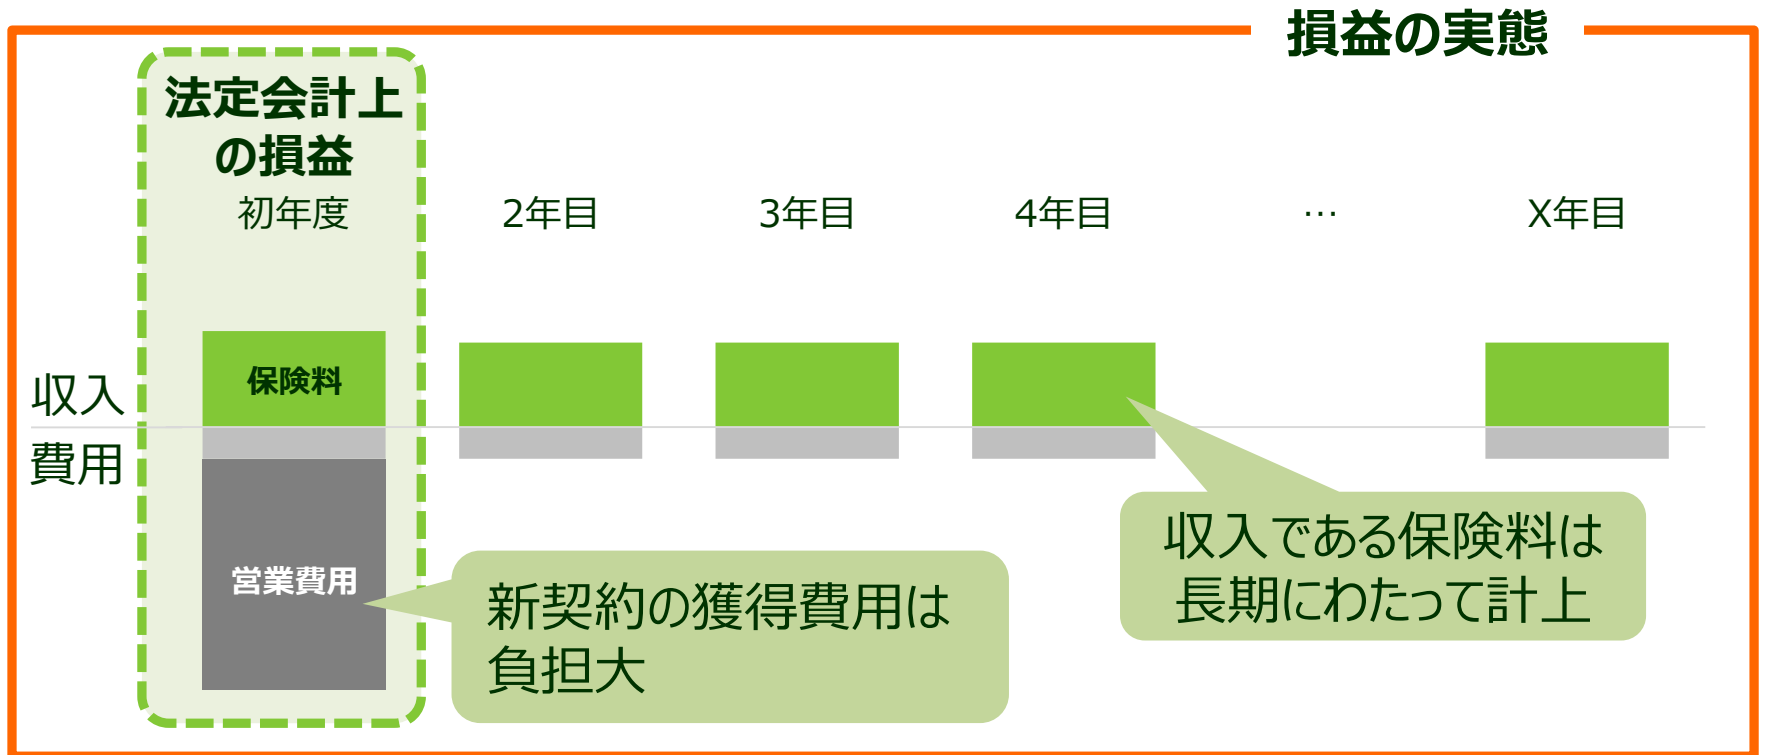 損益の実態
法定会計上
の損益
初年度
2年目
3年目
4年目
…
X年目
収入
費用
保険料
営業費用
新契約の獲得費用は
負担大
収入である保険料は
長期にわたって計上